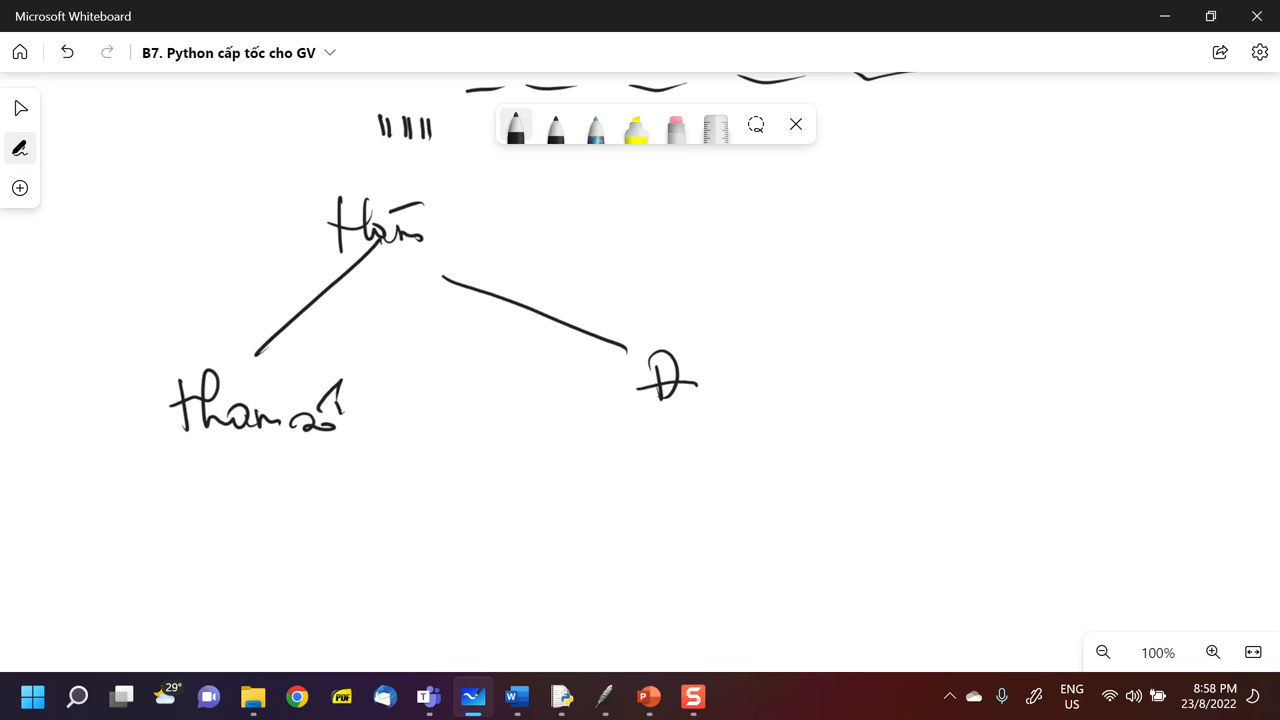 Microsoft Whiteboard
B7. Python cấp tốc cho GV
"""
Hàm
tham số
Đ
100%
29°
PDF
ENG
US
8:58 PM
23/8/2022